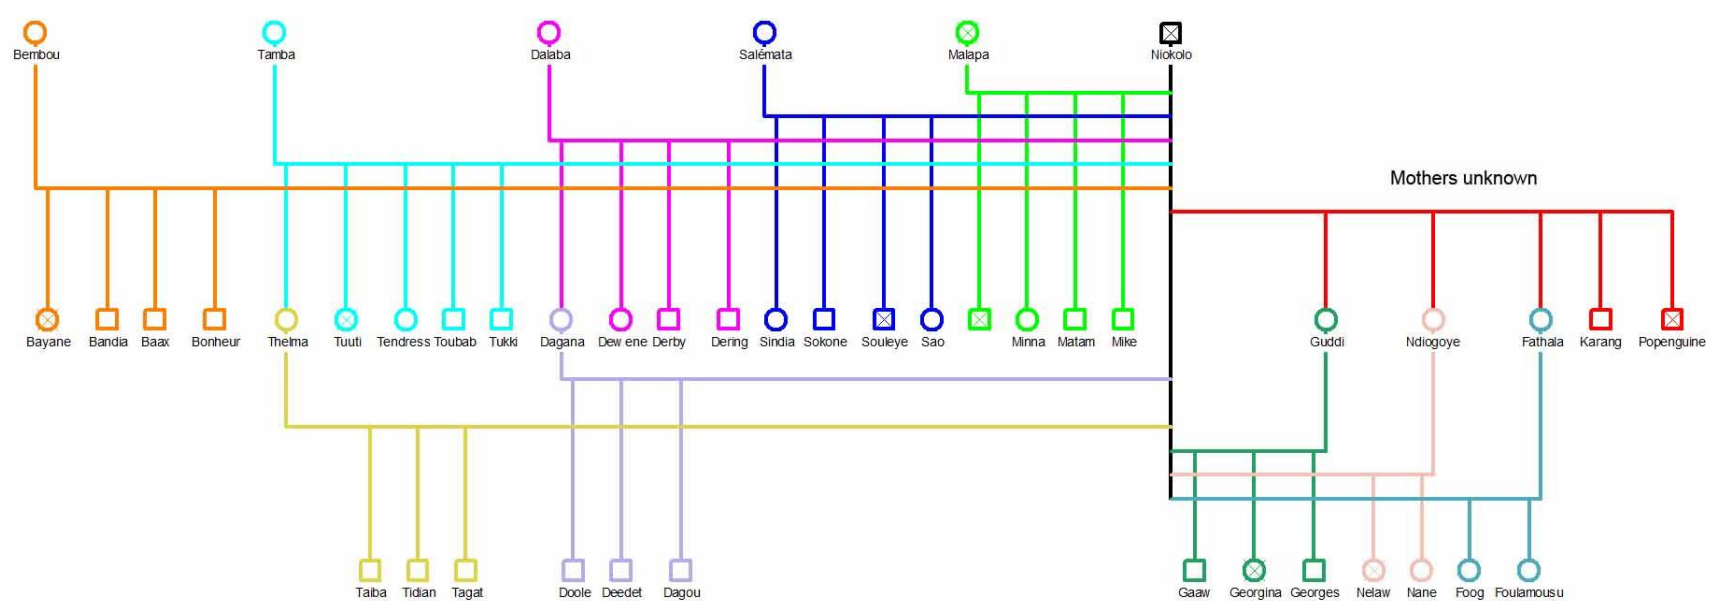 Bembou Tamba Dalaba Salémata Malapa Niokolo
Mothers unknown
Bayane Bandia Baax Bonheur Thelma Tuuti Tendress Toubab Tukki Dagana Dew ene Derby Dering Sindia Sokone Souleye Sao Minna Matam Mike Guddi Ndiogoye Fathala Karang Popenguine
Taiba Tidian Tagat Doole Deedet Dagou Gaaw Georgina Georges Nelaw Nane Foog Foulamousu